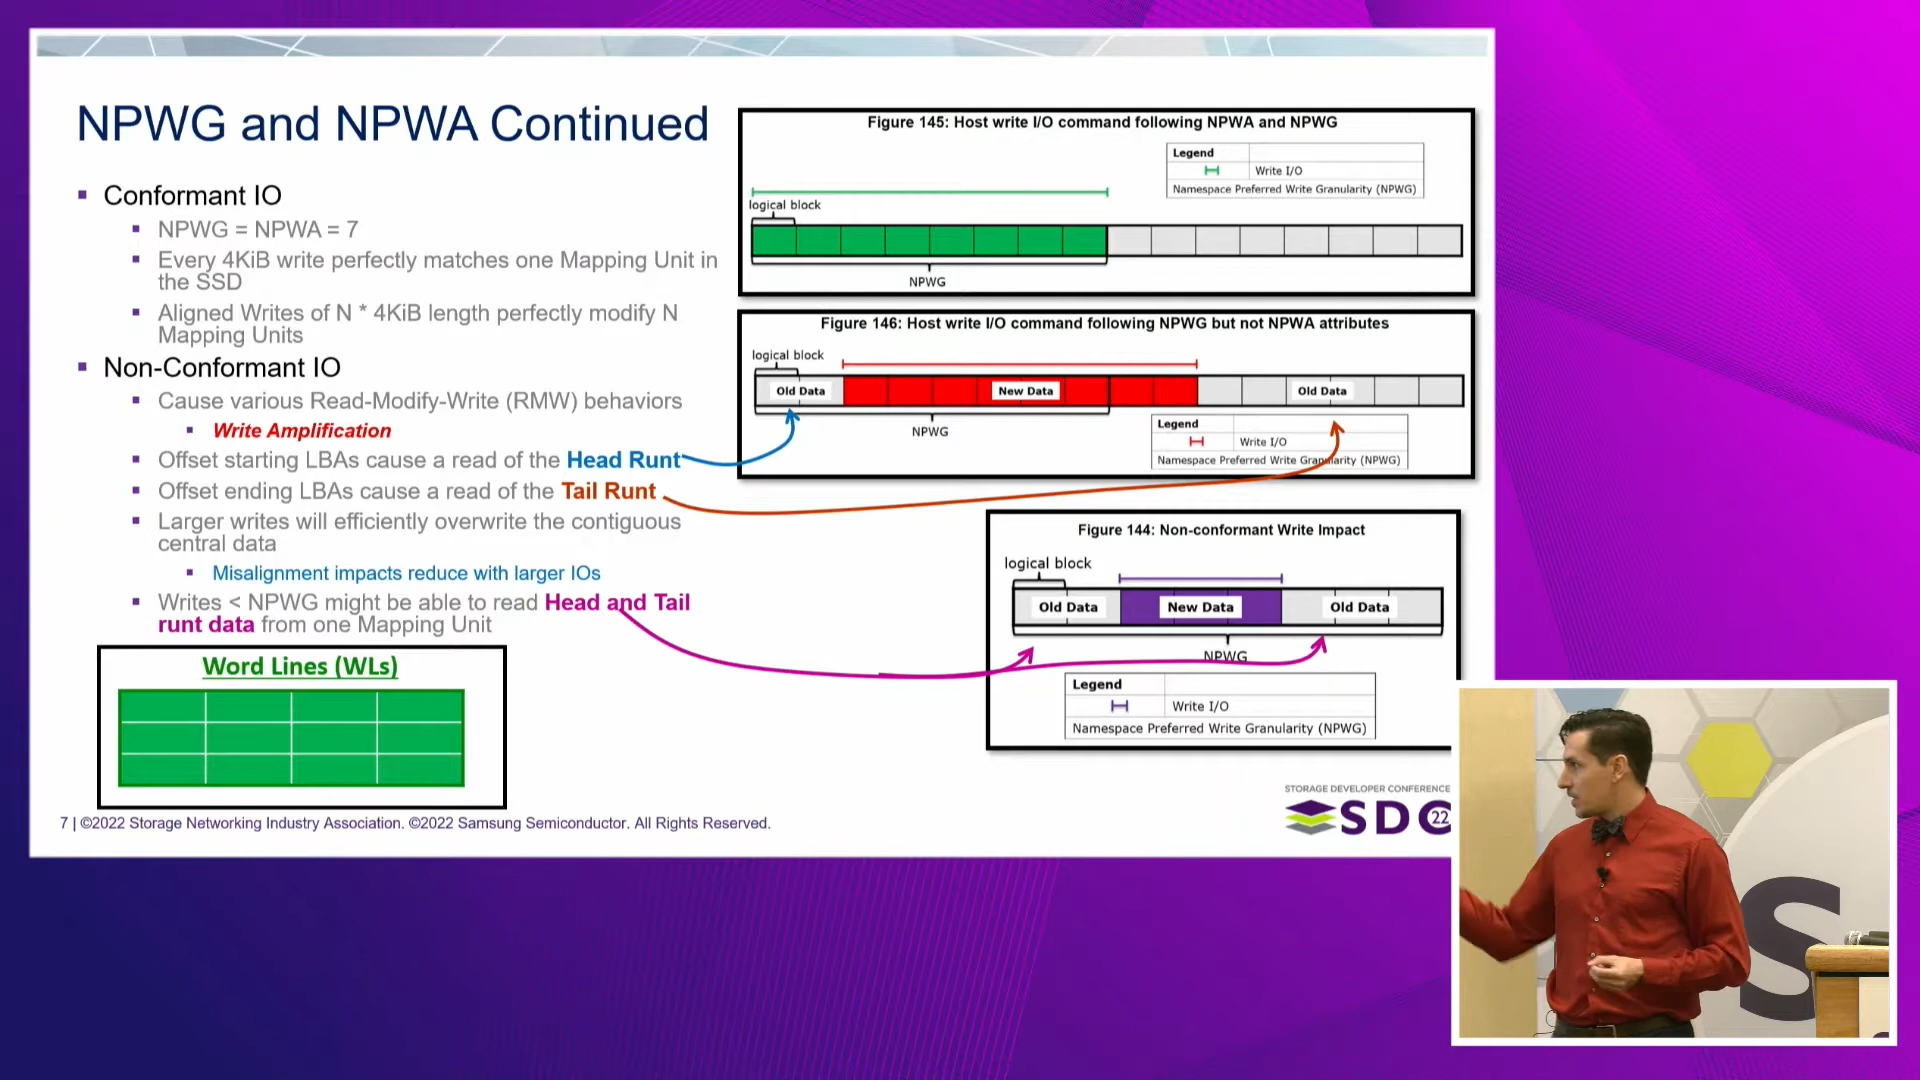 NPWG and NPWA Continued
Conformant IO
NPWG = NPWA = 7
Every 4KiB write perfectly matches one Mapping Unit in
the SSD
Aligned Writes of N * 4KiB length perfectly modify N
Mapping Units
Non-Conformant IO
Cause various Read-Modify-Write (RMW) behaviors
Write Amplification
Offset starting LBAs cause a read of the Head Runt
Offset ending LBAs cause a read of the Tail Runt
Larger writes will efficiently overwrite the contiguous
central data
Misalignment impacts reduce with larger IOs
Writes < NPWG might be able to read Head and Tail
runt data from one Mapping Unit
Word Lines (WLs)
Figure 145: Host write I/O command following NPWA and NPWG
Legend
Write I/O
Namespace Preferred Write Granularity (NPWG)
logical block
NPWG
Figure 146: Host write I/O command following NPWG but not NPWA attributes
logical block
Old Data
New Data
Old Data
NPWG
Legend
Write I/O
Namespace Preferred Write Granularity (NPWG)
Figure 144: Non-conformant Write Impact
logical block
Old Data
New Data
Old Data
NPWG
Legend
Write I/O
Namespace Preferred Write Granularity (NPWG)
STORAGE DEVELOPER CONFERENCE
SDC
22
7 | ©2022 Storage Networking Industry Association. ©2022 Samsung Semiconductor. All Rights Reserved.
S